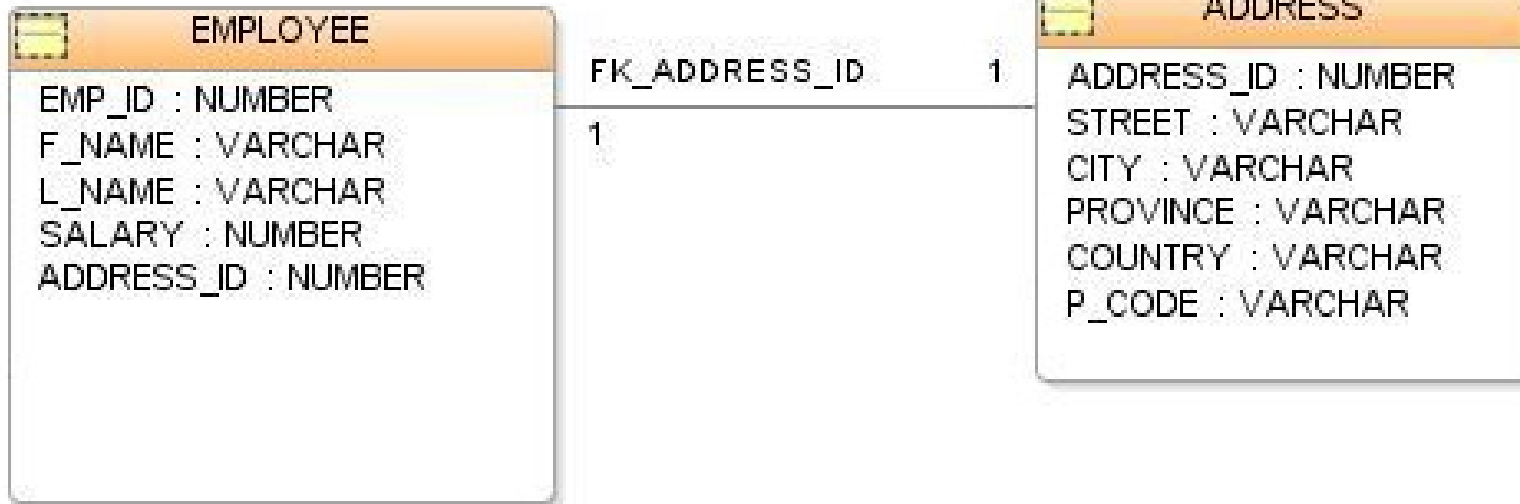 EMPLOYEE
EMP_ID : NUMBER
F_NAME : VARCHAR
L_NAME : VARCHAR
SALARY : NUMBER
ADDRESS_ID : NUMBER
FK_ADDRESS_ID 1
1
ADDRESS
ADDRESS_ID : NUMBER
STREET : VARCHAR
CITY : VARCHAR
PROVINCE : VARCHAR
COUNTRY : VARCHAR
P_CODE : VARCHAR